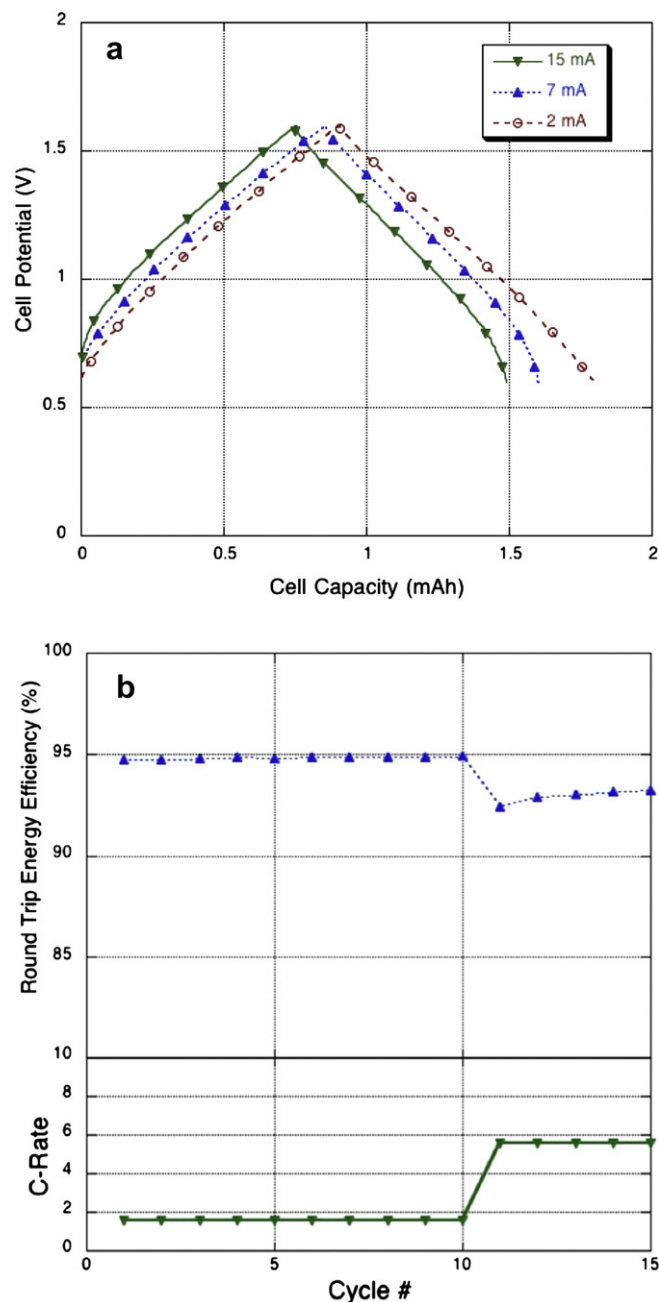 a
15 mA
7 mA
2 mA
2
1.5
1
0.5
0
Cell Potential (V)
0 0.5 1 1.5 2
Cell Capacity (mAh)
b
100
95
90
85
10
8
6
4
2
0
Round Trip Energy Efficiency (%)
C-Rate
0 5 10 15
Cycle #